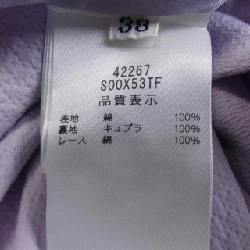 38
42267
S00X53TF
品質表示
表地 綿 100%
裏地 キュプラ 100%
レース 綿 100%